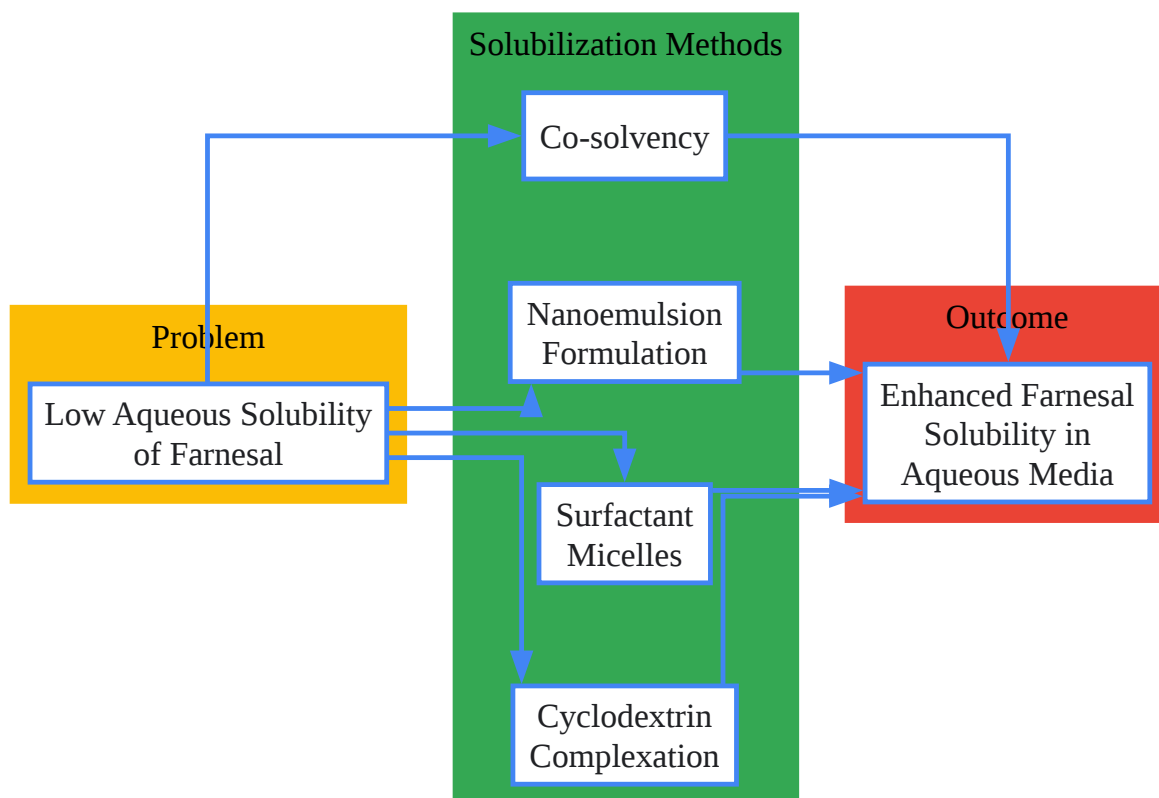 Solubilization Methods
Co-solvency
Nanoemulsion
Formulation
Problem
Low Aqueous Solubility
of Farnesal
Outcome
Enhanced Farnesal
Solubility in
Aqueous Media
Surfactant
Micelles
Cyclodextrin
Complexation